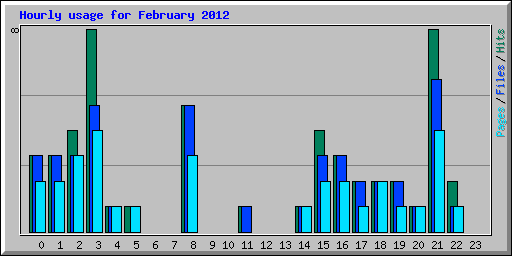 Hourly usage for February 2012
8
Pages/Files/Hits
0 1 2 3 4 5 6 7 8 9 10 11 12 13 14 15 16 17 18 19 20 21 22 23